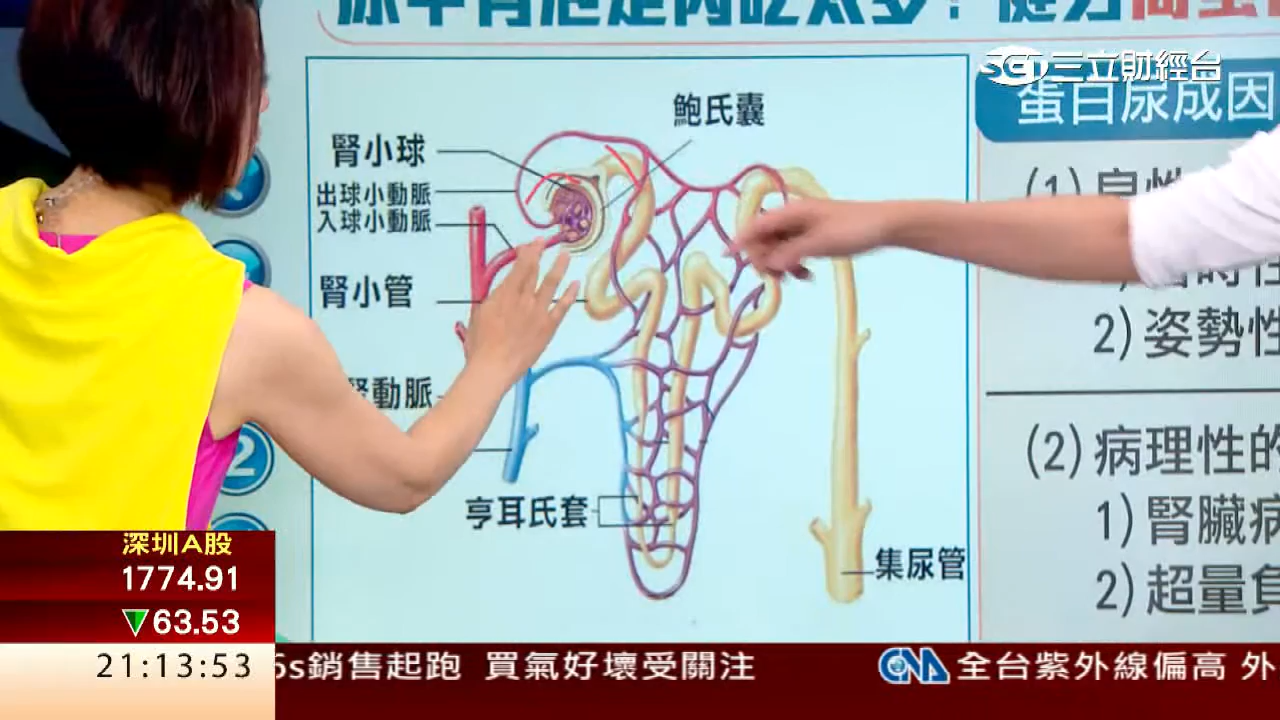 三立財經台
鮑氏囊
腎小球
出球小動脈
入球小動脈
腎小管
腎動脈
亨耳氏套
集尿管
蛋白尿成因
(1)
2) 姿勢性
(2) 病理性的
1) 腎臟病
2) 超量
2
深圳A股
1774.91
▼63.53
21:13:53
6s銷售起跑 買氣好壞受關注
CNA 全台紫外線偏高 外